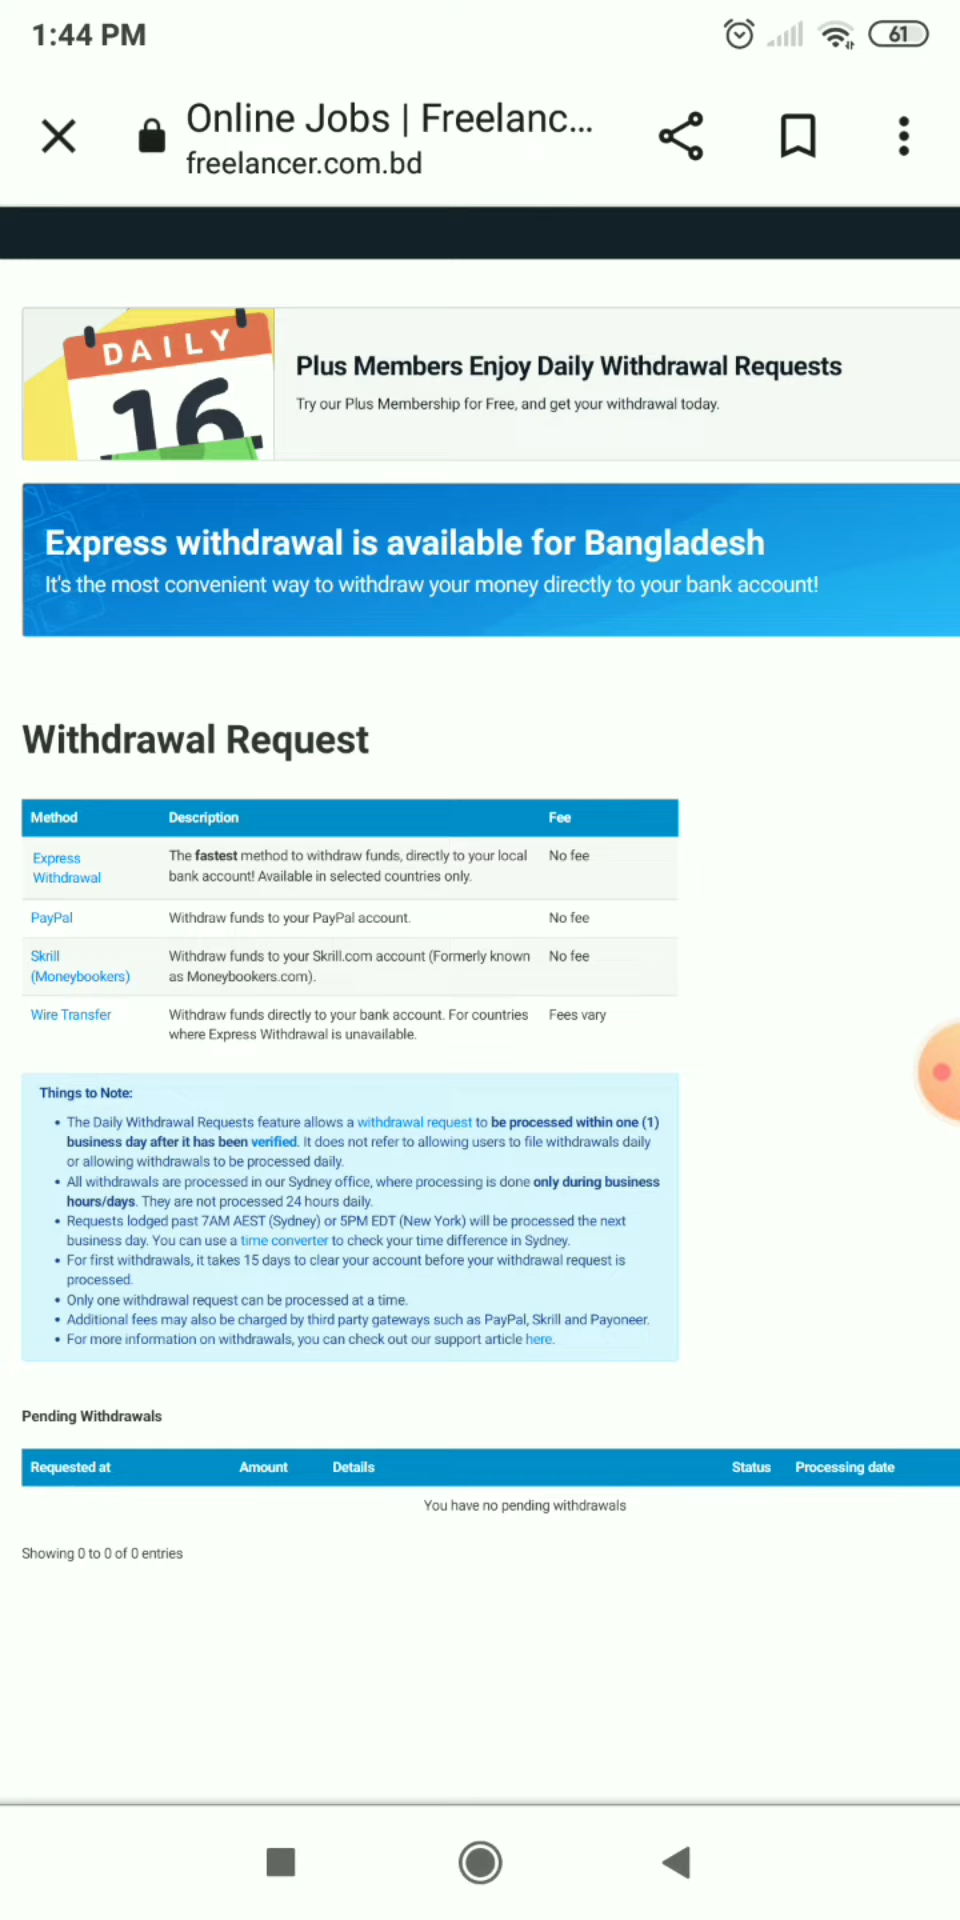 1:44 PM
61
Online Jobs | Freelanc...
freelancer.com.bd
DAILY
16
Plus Members Enjoy Daily Withdrawal Requests
Try our Plus Membership for Free, and get your withdrawal today.
Express withdrawal is available for Bangladesh
It's the most convenient way to withdraw your money directly to your bank account!
Withdrawal Request
Method Description Fee
Express The fastest method to withdraw funds, directly to your local No fee
Withdrawal bank account! Available in selected countries only.
PayPal Withdraw funds to your PayPal account. No fee
Skrill Withdraw funds to your Skrill.com account (Formerly known No fee
(Moneybookers) as Moneybookers.com).
Wire Transfer Withdraw funds directly to your bank account. For countries Fees vary
where Express Withdrawal is unavailable.
Things to Note:
• The Daily Withdrawal Requests feature allows a withdrawal request to be processed within one (1)
business day after it has been verified. It does not refer to allowing users to file withdrawals daily
or allowing withdrawals to be processed daily.
• All withdrawals are processed in our Sydney office, where processing is done only during business
hours/days. They are not processed 24 hours daily.
• Requests lodged past 7AM AEST (Sydney) or 5PM EDT (New York) will be processed the next
business day. You can use a time converter to check your time difference in Sydney.
• For first withdrawals, it takes 15 days to clear your account before your withdrawal request is
processed.
• Only one withdrawal request can be processed at a time.
• Additional fees may also be charged by third party gateways such as PayPal, Skrill and Payoneer.
• For more information on withdrawals, you can check out our support article here.
Pending Withdrawals
Requested at Amount Details Status Processing date
You have no pending withdrawals
Showing 0 to 0 of 0 entries